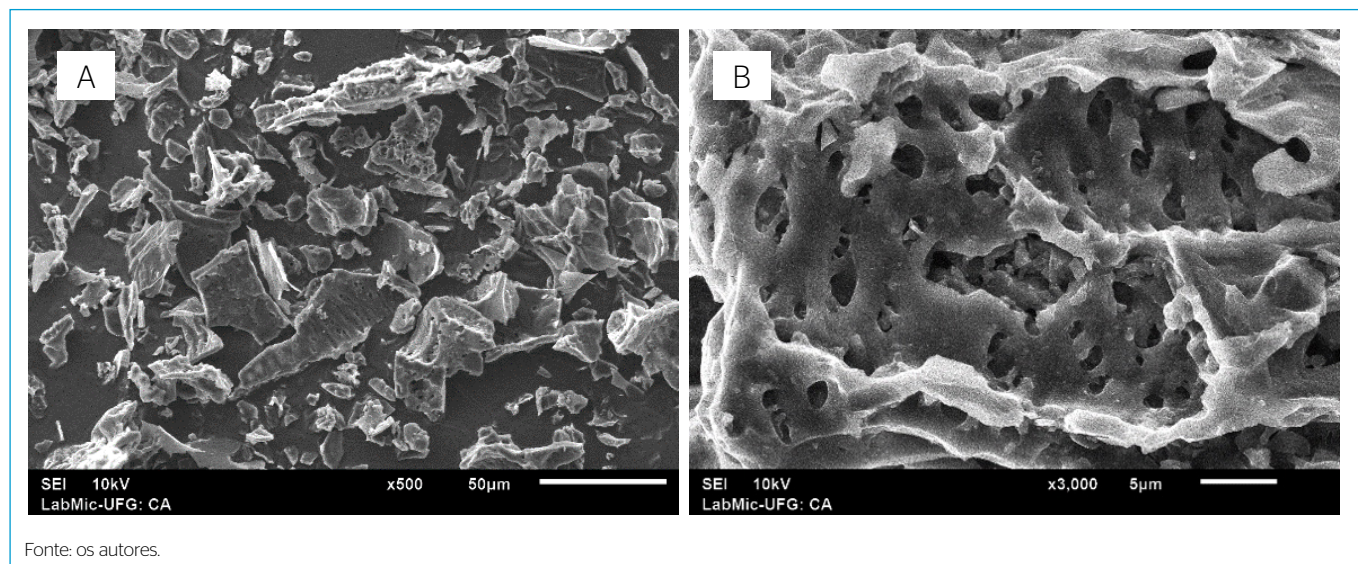 A
B
SEI 10kV x500 50µm
LabMic-UFG: CA
SEI 10kV x3,000 5µm
LabMic-UFG: CA
Fonte: os autores.